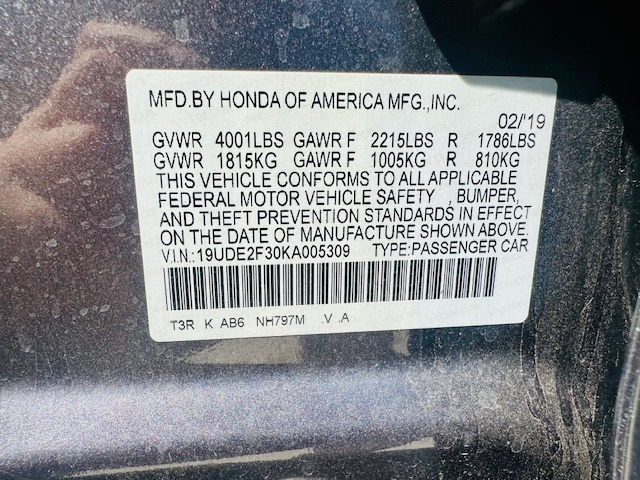 MFD.BY HONDA OF AMERICA MFG.,INC.
02/'19
GVWR 4001LBS GAWR F 2215LBS R 1786LBS
GVWR 1815KG GAWR F 1005KG R 810KG
THIS VEHICLE CONFORMS TO ALL APPLICABLE
FEDERAL MOTOR VEHICLE SAFETY , BUMPER,
AND THEFT PREVENTION STANDARDS IN EFFECT
ON THE DATE OF MANUFACTURE SHOWN ABOVE.
V.I.N:19UDE2F30KA005309 TYPE:PASSENGER CAR
T3R K AB6 NH797M .V .A